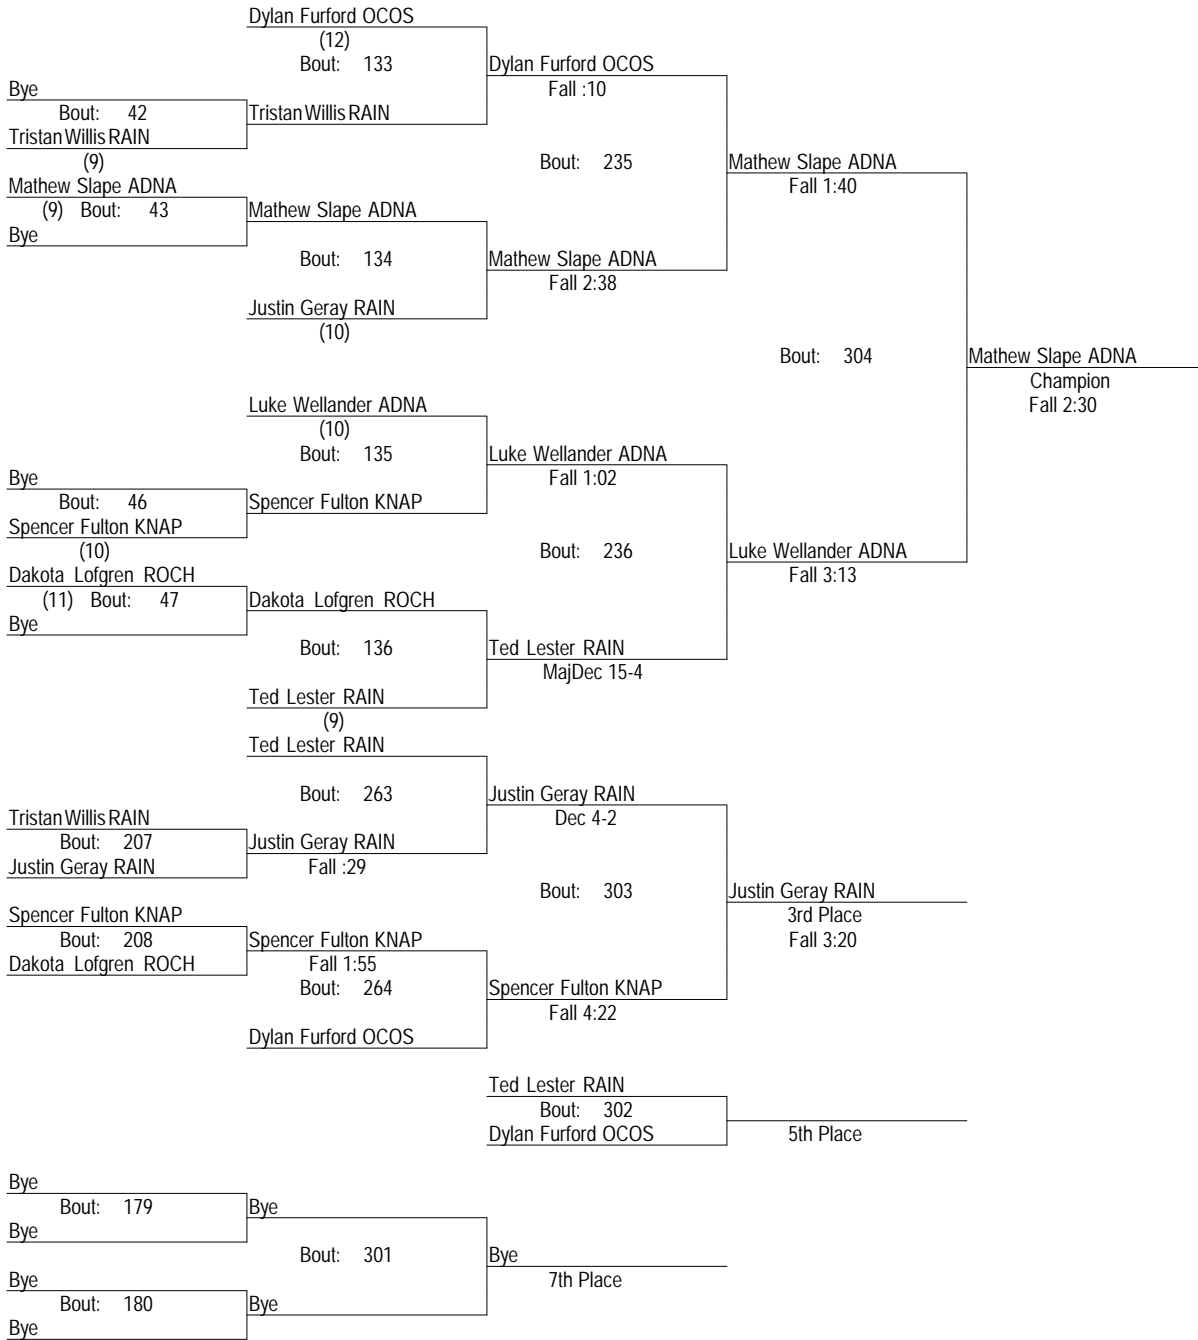 Dylan Furford OCOS
(12)
Bout: 133
Dylan Furford OCOS
Fall :10
Bye
Bout: 42
Tristan Willis RAIN
Tristan Willis RAIN
(9)
Bout: 235
Mathew Slape ADNA
Fall 1:40
Mathew Slape ADNA
(9) Bout: 43
Mathew Slape ADNA
Bye
Bout: 134
Mathew Slape ADNA
Fall 2:38
Justin Geray RAIN
(10)
Bout: 304
Mathew Slape ADNA
Champion
Fall 2:30
Luke Wellander ADNA
(10)
Bout: 135
Luke Wellander ADNA
Fall 1:02
Bye
Bout: 46
Spencer Fulton KNAP
Spencer Fulton KNAP
(10)
Bout: 236
Luke Wellander ADNA
Fall 3:13
Dakota Lofgren ROCH
(11) Bout: 47
Dakota Lofgren ROCH
Bye
Bout: 136
Ted Lester RAIN
MajDec 15-4
Ted Lester RAIN
(9)
Ted Lester RAIN
Bout: 263
Justin Geray RAIN
Dec 4-2
Tristan Willis RAIN
Bout: 207
Justin Geray RAIN
Justin Geray RAIN
Fall :29
Bout: 303
Justin Geray RAIN
3rd Place
Fall 3:20
Spencer Fulton KNAP
Bout: 208
Spencer Fulton KNAP
Dakota Lofgren ROCH
Fall 1:55
Bout: 264
Spencer Fulton KNAP
Fall 4:22
Dylan Furford OCOS
Ted Lester RAIN
Bout: 302
Dylan Furford OCOS
5th Place
Bye
Bout: 179
Bye
Bye
Bout: 301
Bye
7th Place
Bye
Bout: 180
Bye
Bye